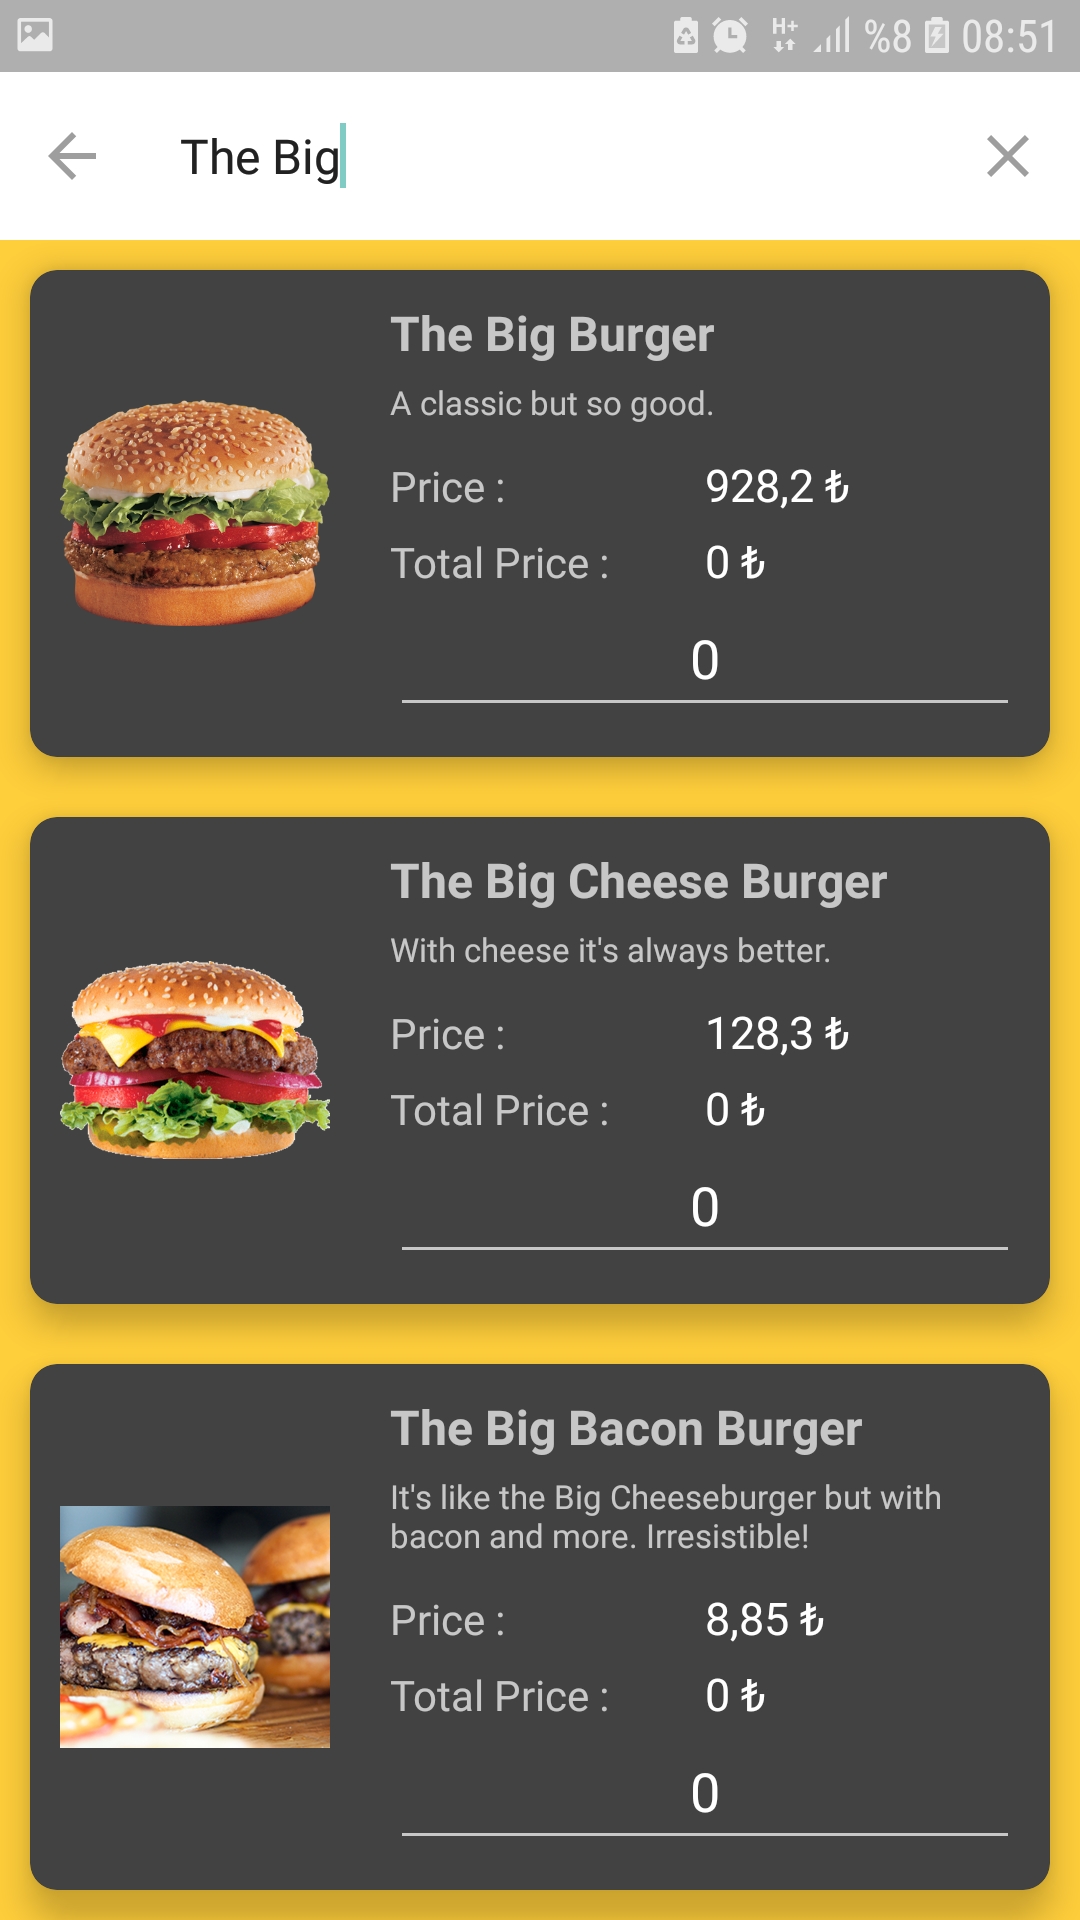 H+ %8 08:51
The Big
The Big Burger
A classic but so good.
Price : 928,2 ₺
Total Price : 0 ₺
0
The Big Cheese Burger
With cheese it's always better.
Price : 128,3 ₺
Total Price : 0 ₺
0
The Big Bacon Burger
It's like the Big Cheeseburger but with
bacon and more. Irresistible!
Price : 8,85 ₺
Total Price : 0 ₺
0